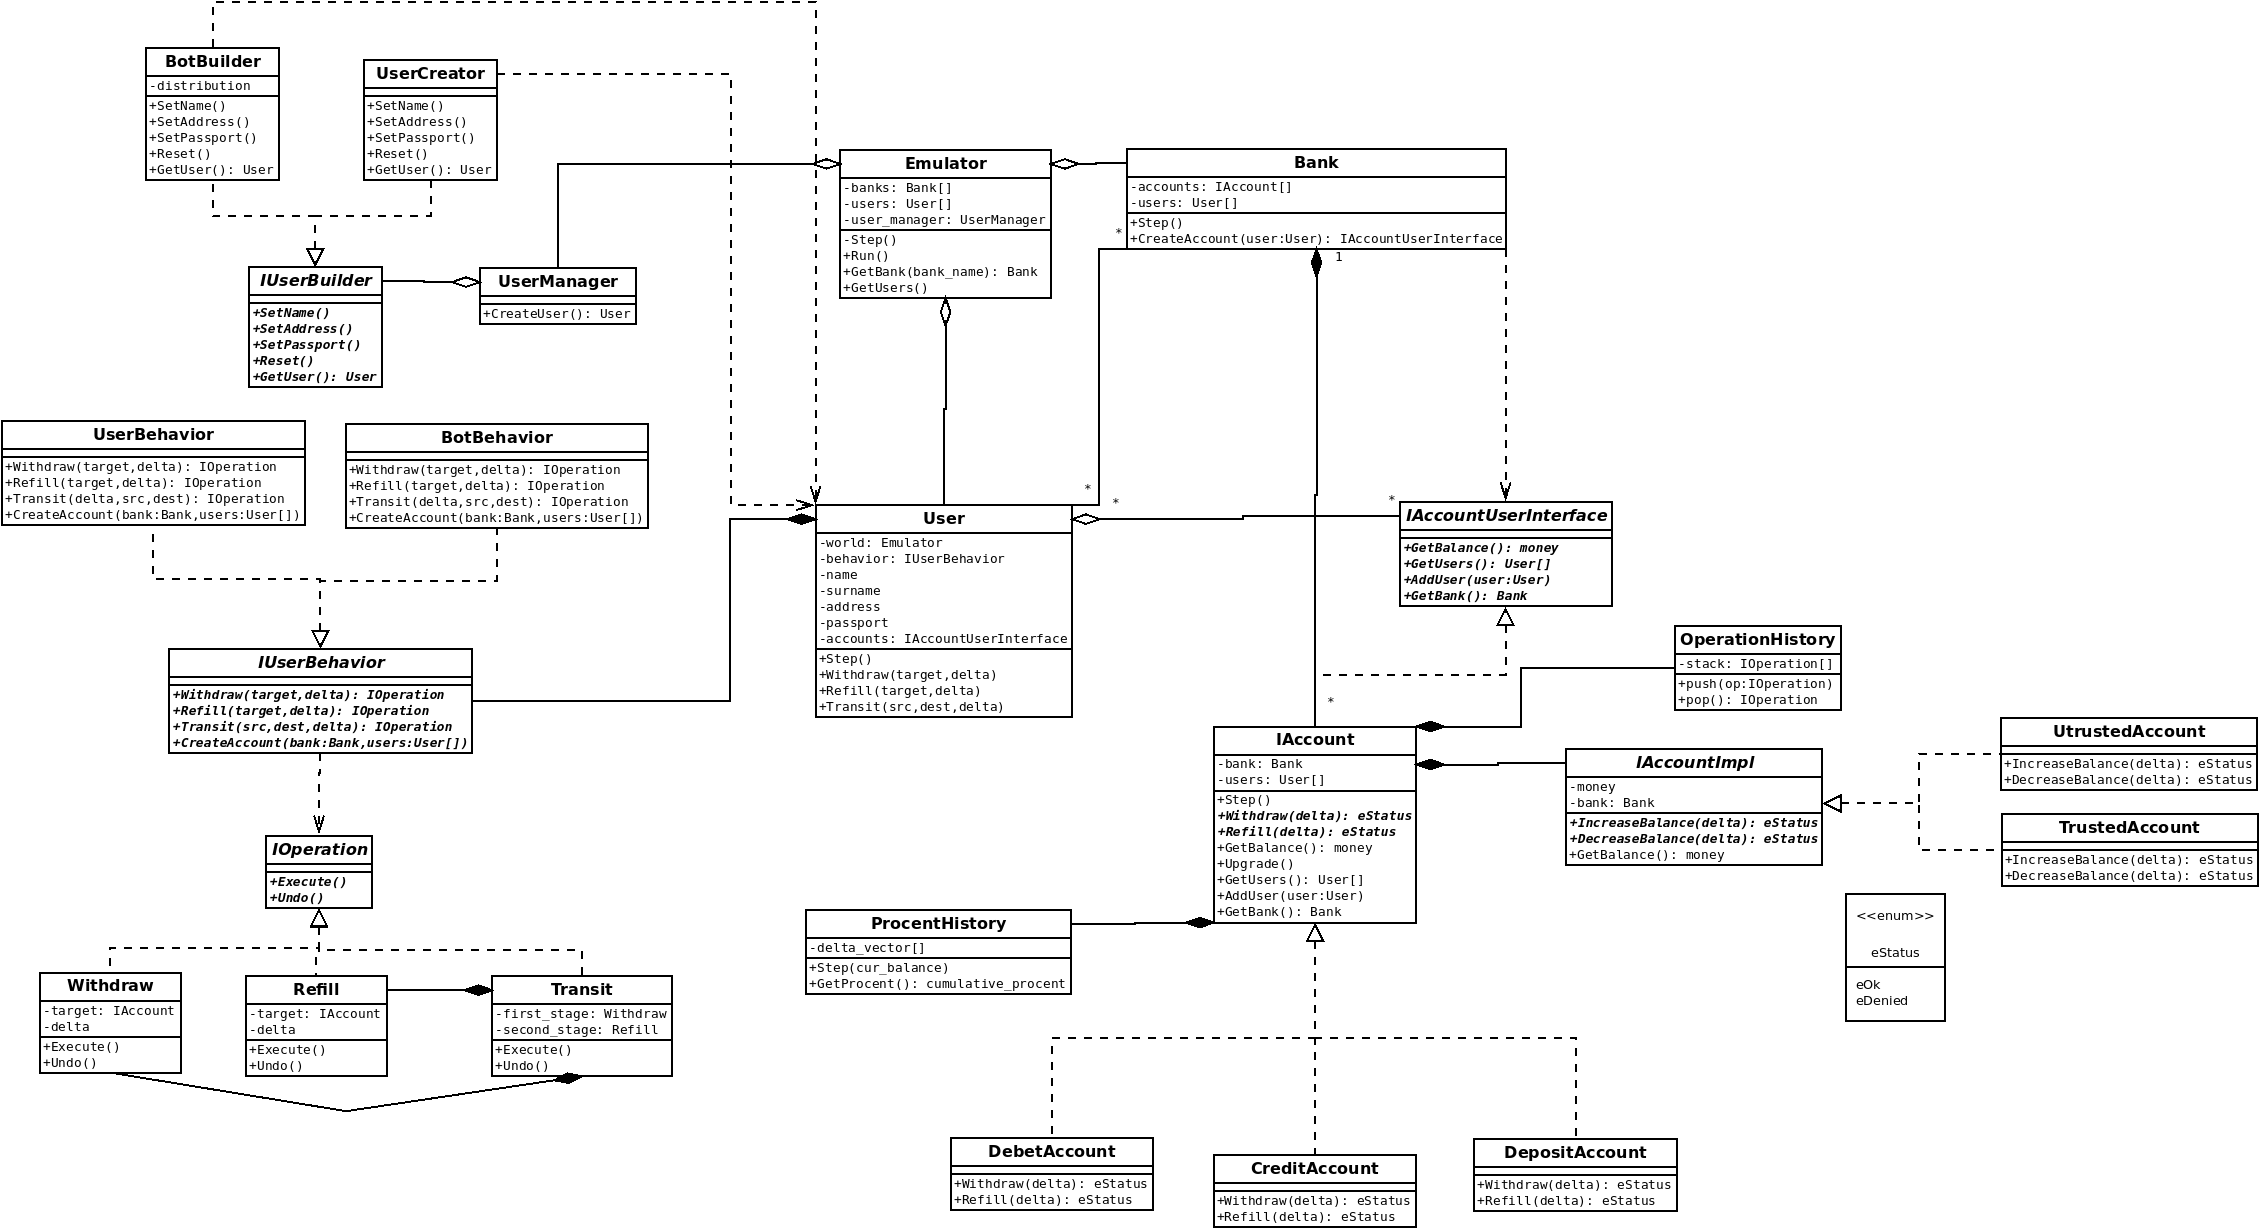 BotBuilder
-distribution
+SetName()
+SetAddress()
+SetPassport()
+Reset()
+GetUser(): User
UserCreator
+SetName()
+SetAddress()
+SetPassport()
+Reset()
+GetUser(): User
Emulator
-banks: Bank[]
-users: User[]
-user_manager: UserManager
-Step()
+Run()
+GetBank(bank_name): Bank
+GetUsers()
Bank
-accounts: IAccount[]
-users: User[]
+Step()
+CreateAccount(user:User): IAccountUserInterface
*
1
IUserBuilder
+SetName()
+SetAddress()
+SetPassport()
+Reset()
+GetUser(): User
UserManager
+CreateUser(): User
UserBehavior
+Withdraw(target,delta): IOperation
+Refill(target,delta): IOperation
+Transit(delta,src,dest): IOperation
+CreateAccount(bank:Bank,users:User[])
BotBehavior
+Withdraw(target,delta): IOperation
+Refill(target,delta): IOperation
+Transit(delta,src,dest): IOperation
+CreateAccount(bank:Bank,users:User[])
*
*
*
User
-world: Emulator
-behavior: IUserBehavior
-name
-surname
-address
-passport
-accounts: IAccountUserInterface
+Step()
+Withdraw(target,delta)
+Refill(target,delta)
+Transit(src,dest,delta)
IAccountUserInterface
+GetBalance(): money
+GetUsers(): User[]
+AddUser(user:User)
+GetBank(): Bank
IUserBehavior
+Withdraw(target,delta): IOperation
+Refill(target,delta): IOperation
+Transit(src,dest,delta): IOperation
+CreateAccount(bank:Bank,users:User[])
OperationHistory
-stack: IOperation[]
+push(op:IOperation)
+pop(): IOperation
*
IAccount
-bank: Bank
-users: User[]
+Step()
+Withdraw(delta): eStatus
+Refill(delta): eStatus
+GetBalance(): money
+Upgrade()
+GetUsers(): User[]
+AddUser(user:User)
+GetBank(): Bank
IAccountImpl
-money
-bank: Bank
+IncreaseBalance(delta): eStatus
+DecreaseBalance(delta): eStatus
+GetBalance(): money
UtrustedAccount
+IncreaseBalance(delta): eStatus
+DecreaseBalance(delta): eStatus
TrustedAccount
+IncreaseBalance(delta): eStatus
+DecreaseBalance(delta): eStatus
IOperation
+Execute()
+Undo()
ProcentHistory
-delta_vector[]
+Step(cur_balance)
+GetProcent(): cumulative_procent
<<enum>>
eStatus
eOk
eDenied
Withdraw
-target: IAccount
-delta
+Execute()
+Undo()
Refill
-target: IAccount
-delta
+Execute()
+Undo()
Transit
-first_stage: Withdraw
-second_stage: Refill
+Execute()
+Undo()
DebetAccount
+Withdraw(delta): eStatus
+Refill(delta): eStatus
CreditAccount
+Withdraw(delta): eStatus
+Refill(delta): eStatus
DepositAccount
+Withdraw(delta): eStatus
+Refill(delta): eStatus